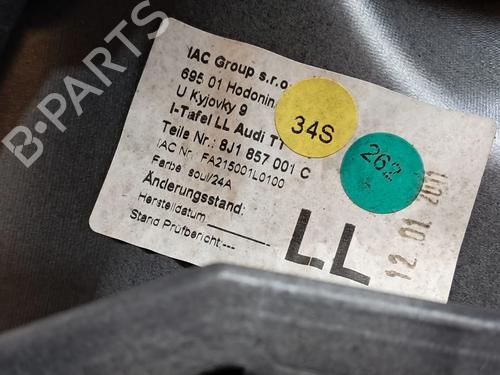 IAC Group s.r.o
695 01 Hodonin
U Kyjovky 9
I-Tafel LL Audi TT
Teile Nr.: 8J1 857 001 C
IAC Nr. FA215001L0100
Farbe: soul/24A
Änderungsstand:
Herstelldatum:
Stand Prüfbericht:---
LL
34S
262
12.01.201
B-PARTS